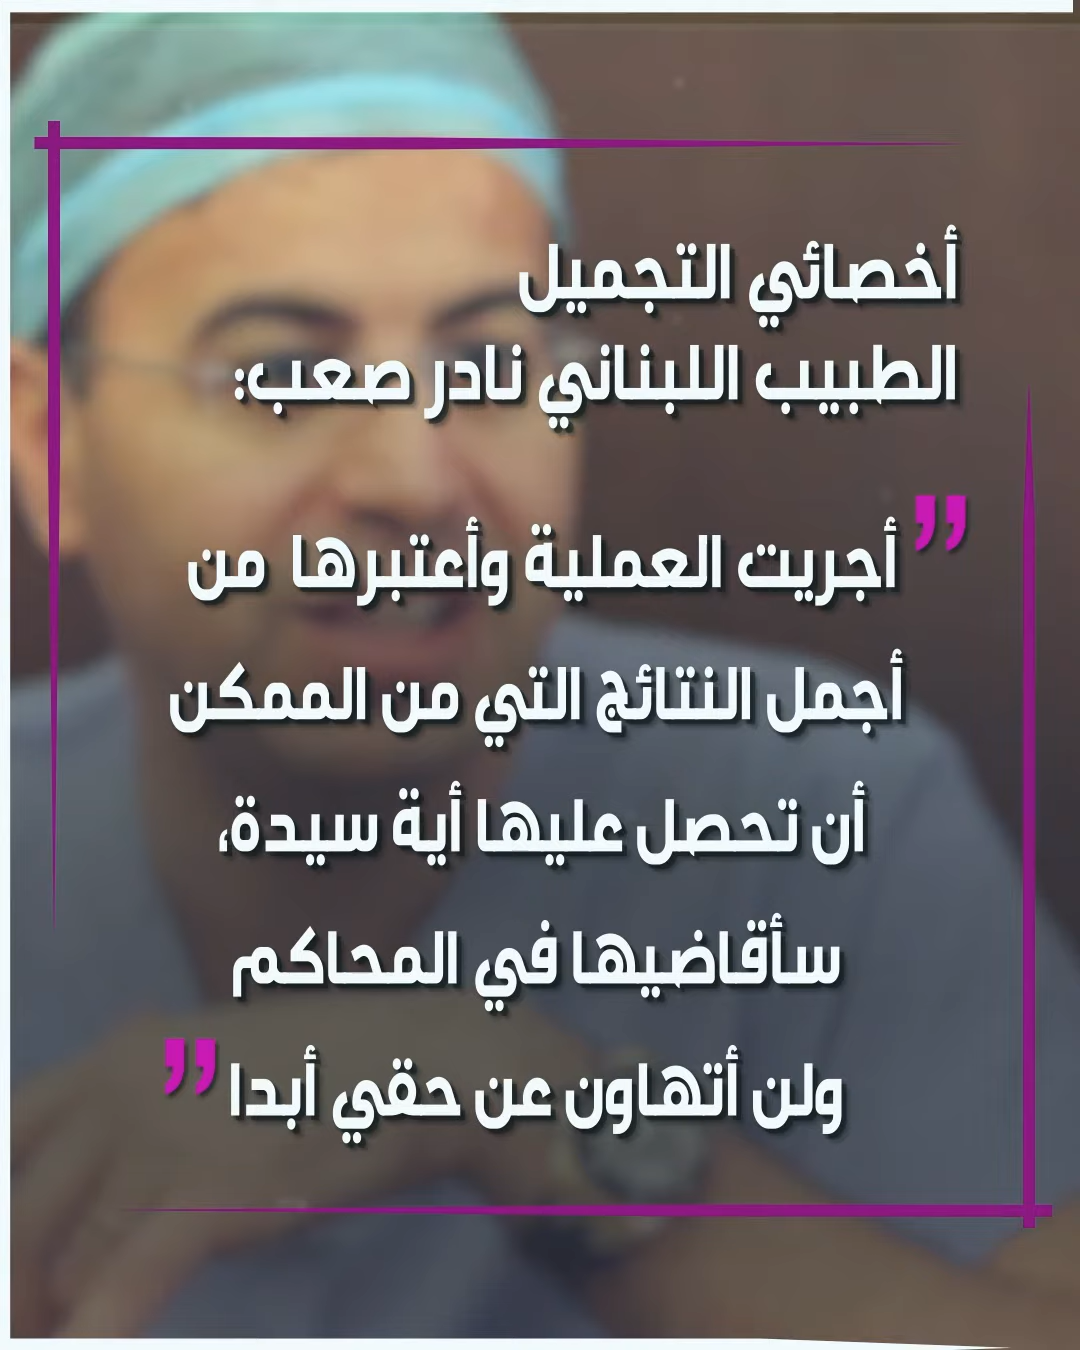 أخصائي التجميل
الطبيب اللبناني نادر صعب:
” أجريت العملية وأعتبرها من
أجمل النتائج التي من الممكن
أن تحصل عليها أية سيدة،
سأقاضيها في المحاكم
ولن أتهاون عن حقي أبدا ”